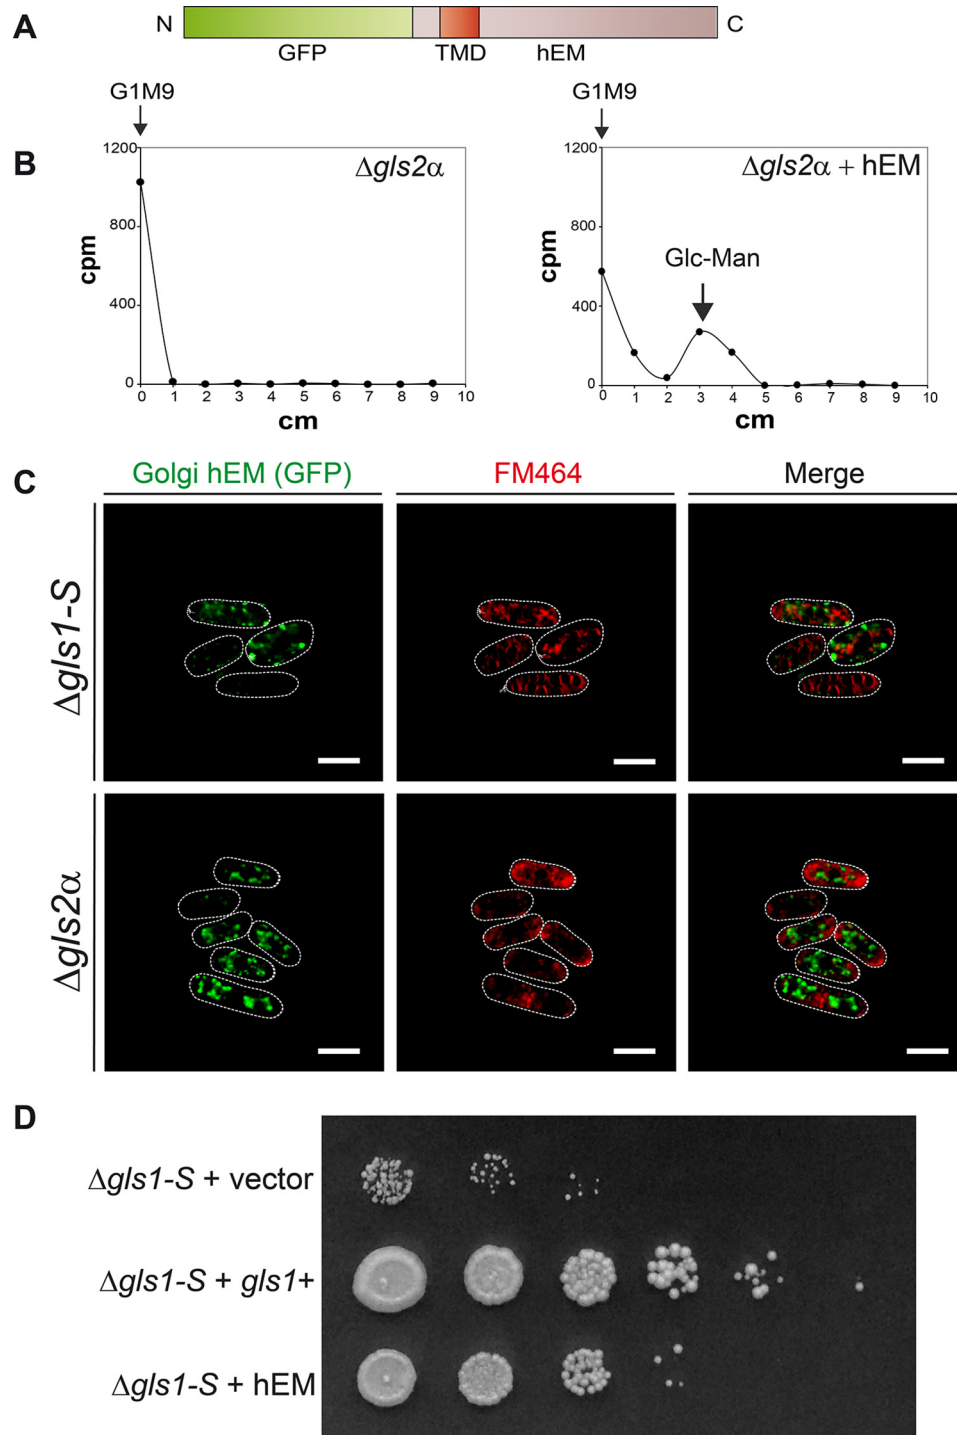 A
N
C
GFP
TMD
hEM
B
G1M9
1200
800
400
0
cpm
Δgls2α
0 1 2 3 4 5 6 7 8 9 10
cm
G1M9
1200
800
400
0
cpm
Δgls2α + hEM
Glc-Man
0 1 2 3 4 5 6 7 8 9 10
cm
C
Golgi hEM (GFP)
FM464
Merge
Δgls1-S
Δgls2α
D
Δgls1-S + vector
Δgls1-S + gls1+
Δgls1-S + hEM